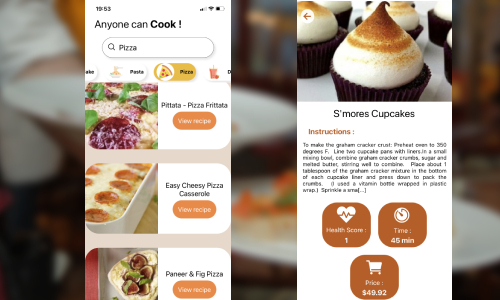 19:53
Anyone can Cook !
Pizza
ake
Pasta
Pizza
D
Pittata - Pizza Frittata
View recipe
Easy Cheesy Pizza
Casserole
View recipe
Paneer & Fig Pizza
View recipe
S'mores Cupcakes
Instructions :
To make the graham cracker crust: Preheat oven to 350
degrees F. Line two cupcake pans with liners.In a small
mixing bowl, combine graham cracker crumbs, sugar and
melted butter, stirring well to combine. Place about 1
tablespoon of the graham cracker mixture in the bottom
of each cupcake liner and press down to pack the
crumbs. (I used a vitamin bottle wrapped in plastic
wrap.) Sprinkle a sma[...]
Health Score :
1
Time :
45 min
Price :
$49.92